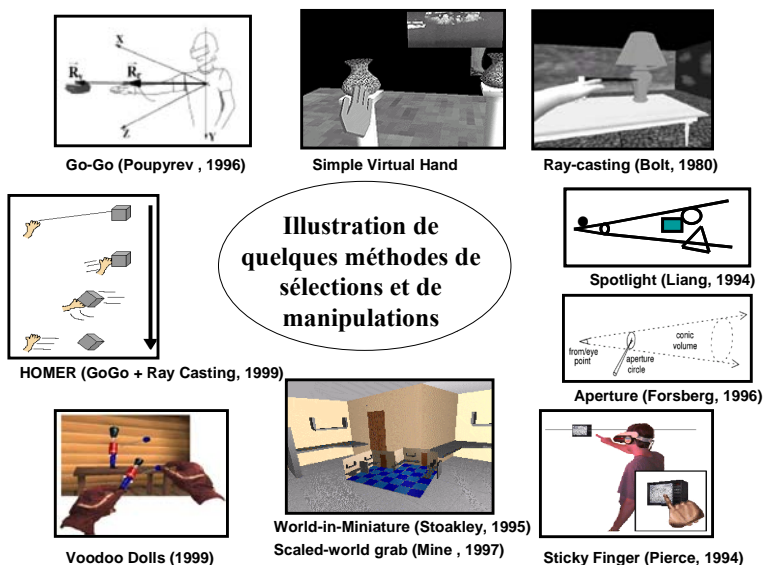 X
R⃗v
R⃗r
Z
Y
Go-Go (Poupyrev , 1996)
Simple Virtual Hand
Ray-casting (Bolt, 1980)
Illustration de
quelques méthodes de
sélections et de
manipulations
Spotlight (Liang, 1994)
from/eye
point
aperture
circle
conic
volume
HOMER (GoGo + Ray Casting, 1999)
Aperture (Forsberg, 1996)
Voodoo Dolls (1999)
World-in-Miniature (Stoakley, 1995)
Scaled-world grab (Mine , 1997)
Sticky Finger (Pierce, 1994)